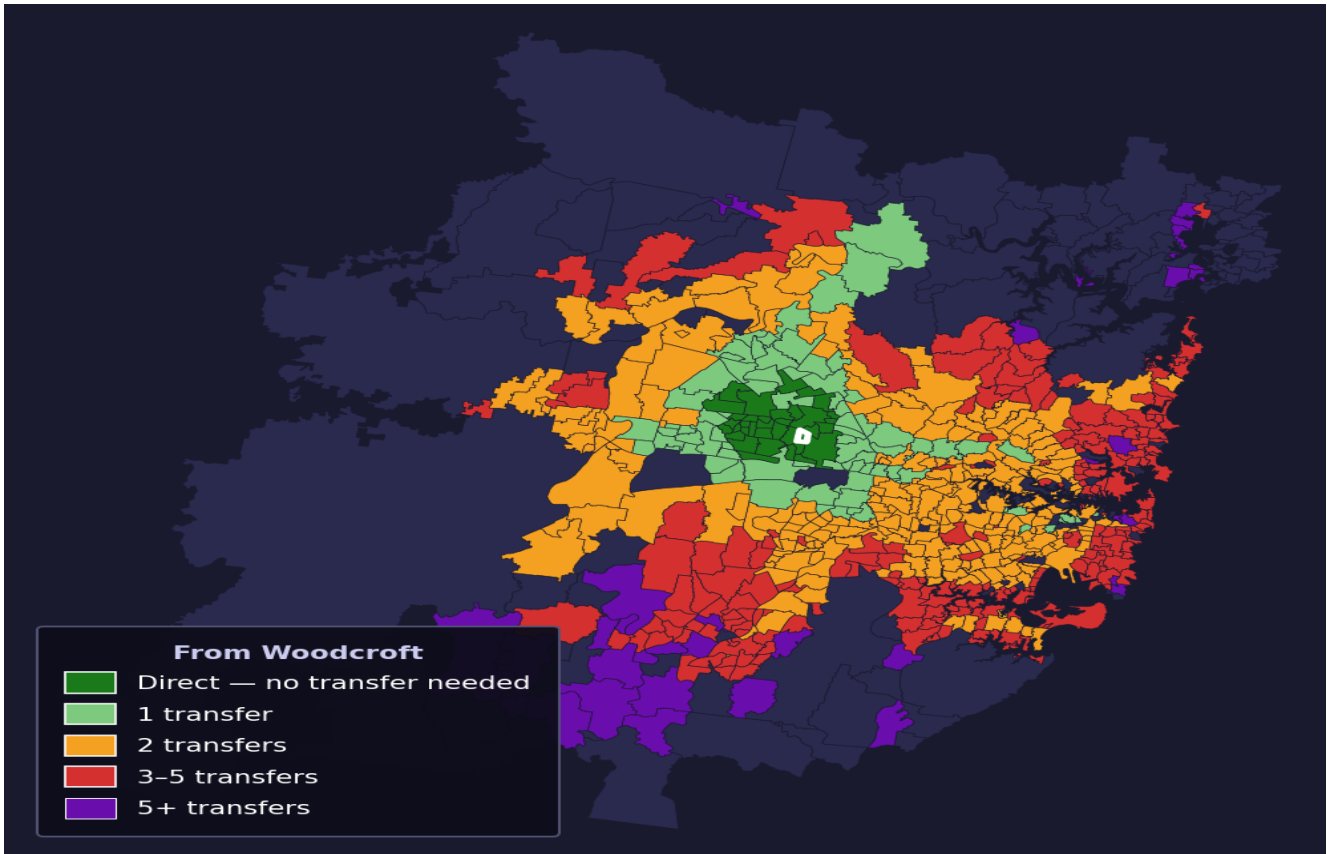 From Woodcroft
Direct — no transfer needed
1 transfer
2 transfers
3–5 transfers
5+ transfers